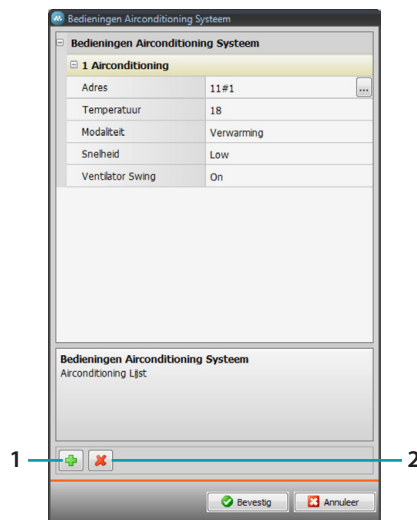 Bedieningen Airconditioning Systeem
Bedieningen Airconditioning Systeem
1 Airconditioning
Adres 11#1 ...
Temperatuur 18
Modaliteit Verwarming
Snelheid Low
Ventilator Swing On
Bedieningen Airconditioning Systeem
Airconditioning Lijst
1 2
Bevestig Annuleer